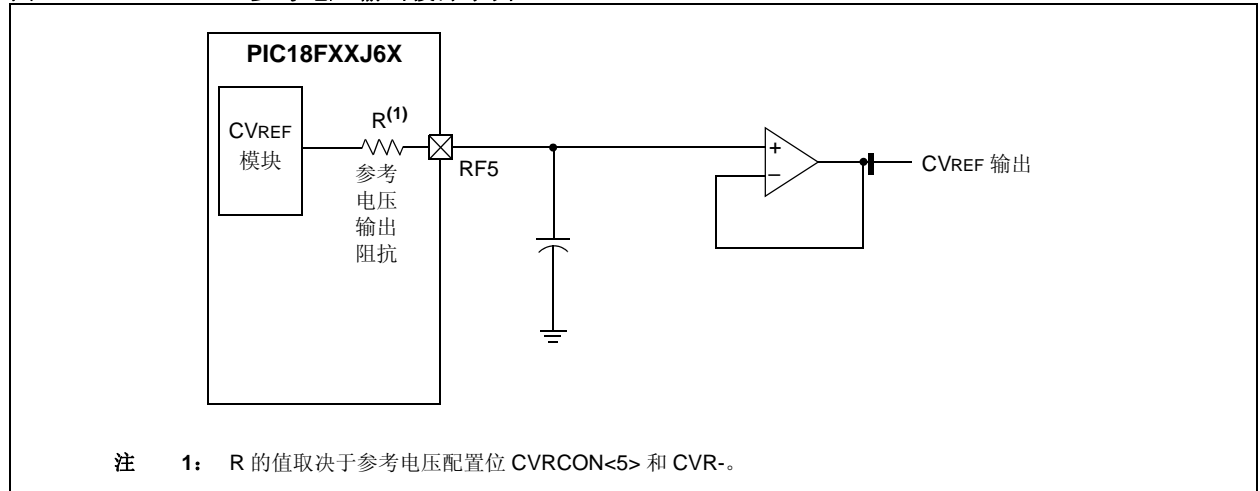 PIC18FXXJ6X
CVREF
模块
R(1)
参考
电压
输出
阻抗
RF5
+
–
CVREF 输出
注 1: R 的值取决于参考电压配置位 CVRCON<5> 和 CVR-。